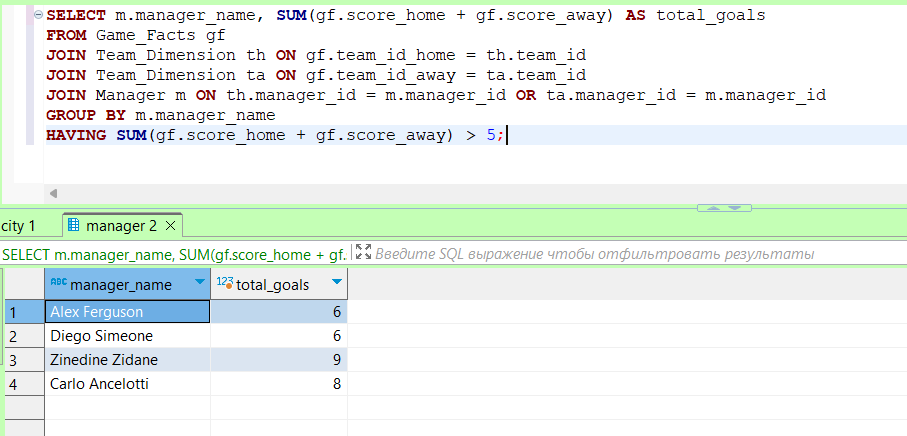 SELECT m.manager_name, SUM(gf.score_home + gf.score_away) AS total_goals
FROM Game_Facts gf
JOIN Team_Dimension th ON gf.team_id_home = th.team_id
JOIN Team_Dimension ta ON gf.team_id_away = ta.team_id
JOIN Manager m ON th.manager_id = m.manager_id OR ta.manager_id = m.manager_id
GROUP BY m.manager_name
HAVING SUM(gf.score_home + gf.score_away) > 5;
city 1 manager 2
SELECT m.manager_name, SUM(gf.score_home + gf. Введите SQL выражение чтобы отфильтровать результаты
ABC manager_name 123 total_goals
1 Alex Ferguson 6
2 Diego Simeone 6
3 Zinedine Zidane 9
4 Carlo Ancelotti 8